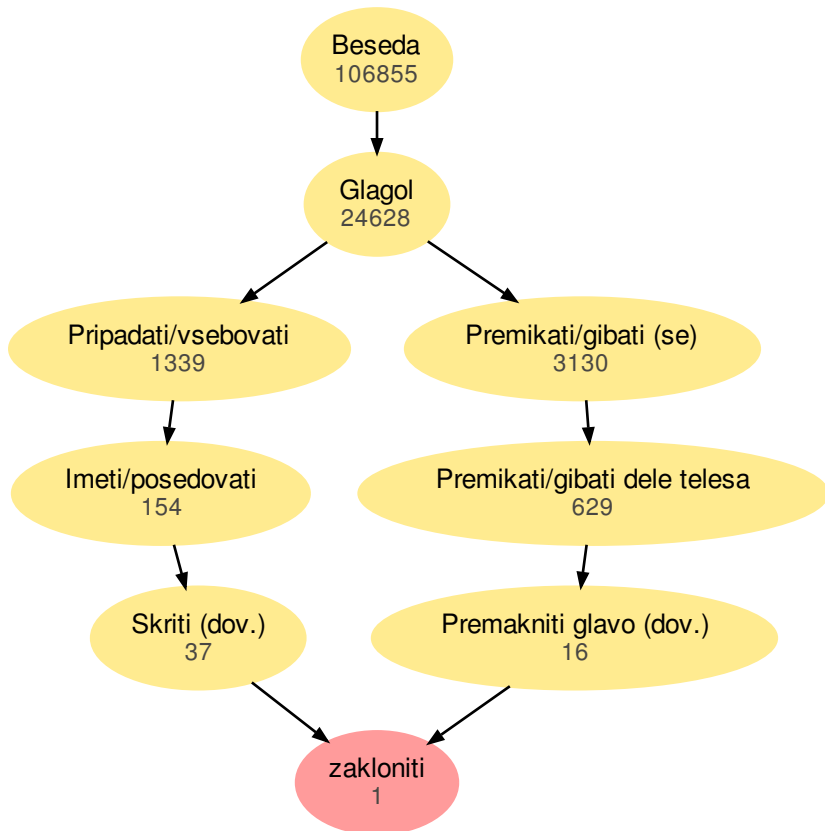 Beseda
106855
Glagol
24628
Pripadati/vsebovati
1339
Premikati/gibati (se)
3130
Imeti/posedovati
154
Premikati/gibati dele telesa
629
Skriti (dov.)
37
Premakniti glavo (dov.)
16
zakloniti
1